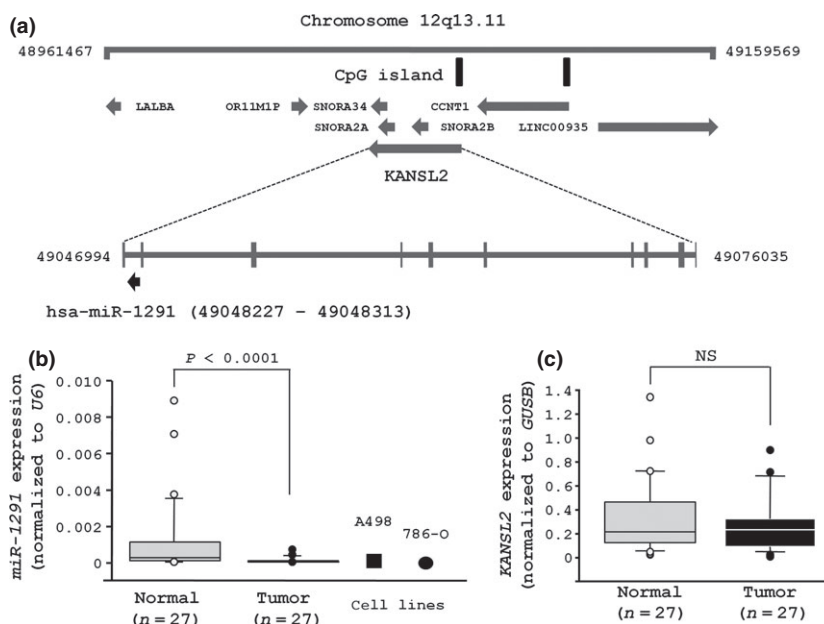 (a)
Chromosome 12q13.11
48961467 49159569
CpG island
LALBA OR11M1P SNORA34 CCNT1
SNORA2A SNORA2B LINC00935
KANSL2
49046994 49076035
hsa-miR-1291 (49048227 – 49048313)
(b)
P < 0.0001
miR-1291 expression
(normalized to U6)
0.010
0.008
0.006
0.004
0.002
0
A498
786-O
Normal
(n = 27)
Tumor
(n = 27)
Cell lines
(c)
NS
KANSL2 expression
(normalized to GUSB)
1.4
1.2
1.0
0.8
0.6
0.4
0.2
0
Normal
(n = 27)
Tumor
(n = 27)